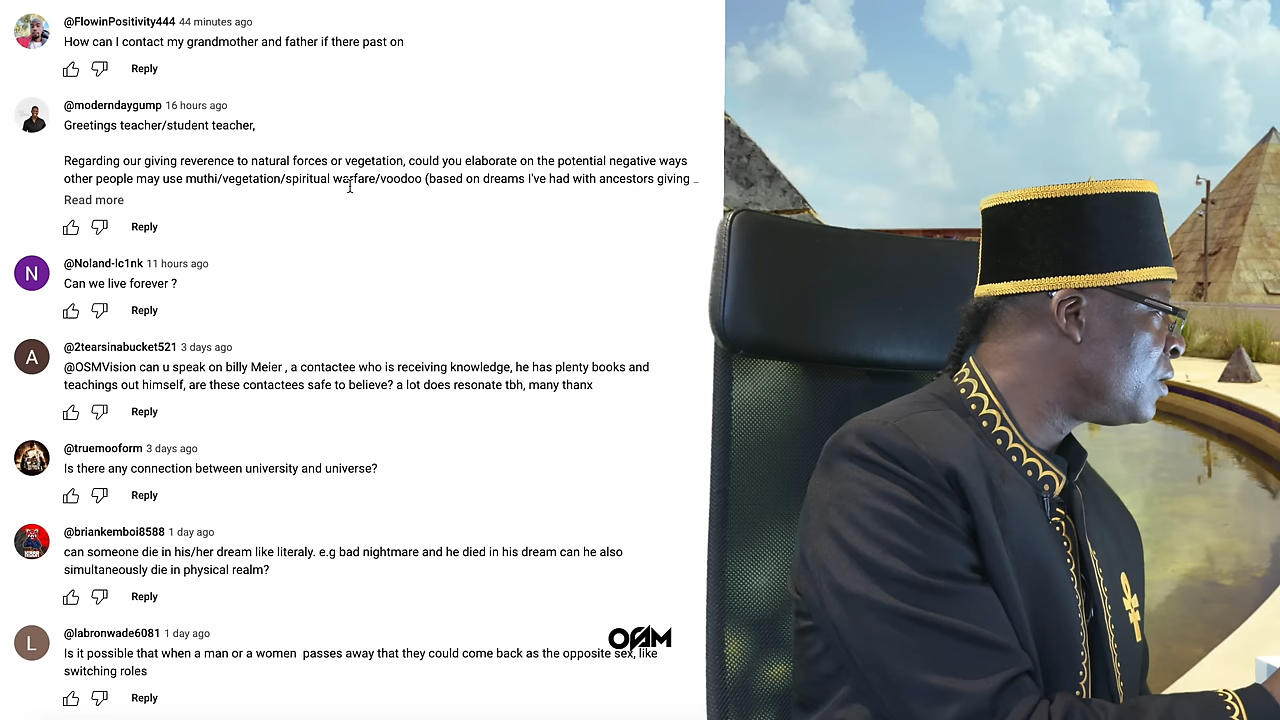 @FlowinPositivity444 44 minutes ago
How can I contact my grandmother and father if there past on
Reply
@moderndaygump 16 hours ago
Greetings teacher/student teacher,
Regarding our giving reverence to natural forces or vegetation, could you elaborate on the potential negative ways
other people may use muthi/vegetation/spiritual warfare/voodoo (based on dreams I've had with ancestors giving ...
Read more
Reply
N
@Noland-lc1nk 11 hours ago
Can we live forever ?
Reply
A
@2tearsinabucket521 3 days ago
@OSMVision can u speak on billy Meier , a contactee who is receiving knowledge, he has plenty books and
teachings out himself, are these contactees safe to believe? a lot does resonate tbh, many thanx
Reply
@truemooform 3 days ago
Is there any connection between university and universe?
Reply
@briankemboi8588 1 day ago
can someone die in his/her dream like literaly. e.g bad nightmare and he died in his dream can he also
simultaneously die in physical realm?
Reply
L
@labronwade6081 1 day ago
Is it possible that when a man or a women  passes away that they could come back as the opposite sex, like
switching roles
Reply